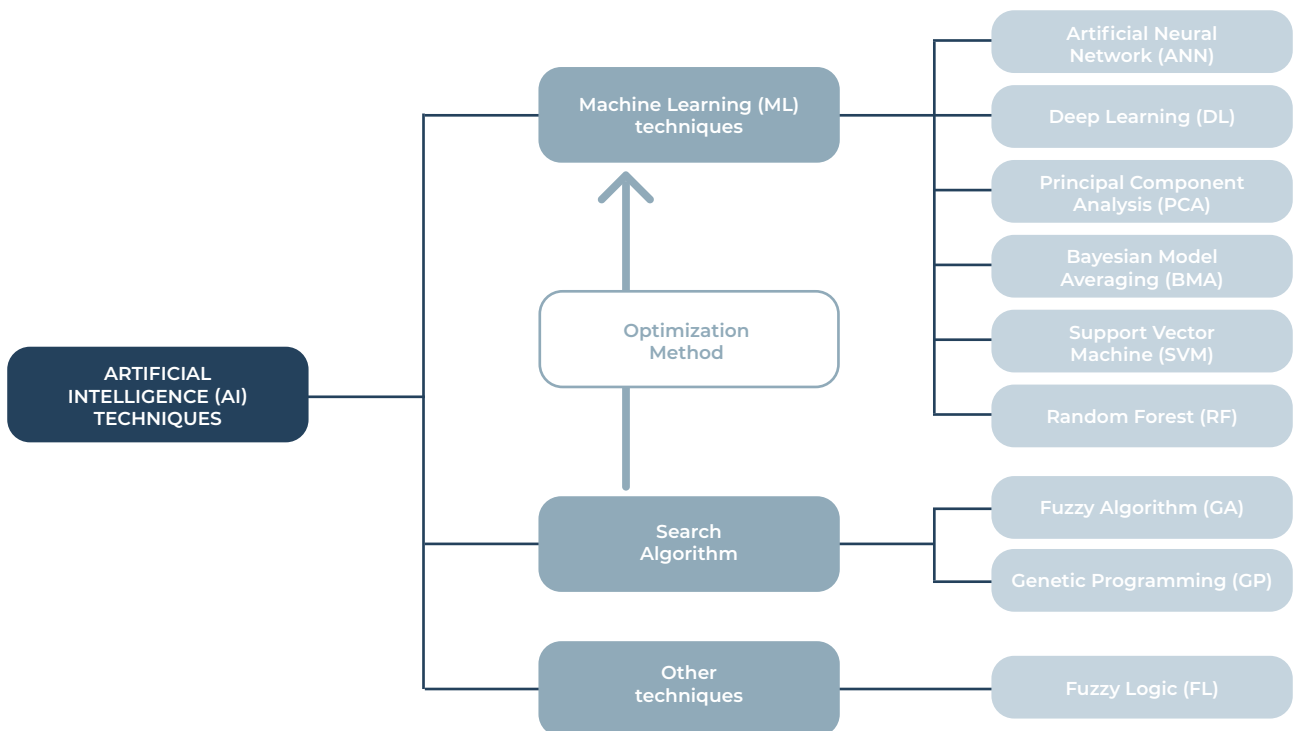 ARTIFICIAL
INTELLIGENCE (AI)
TECHNIQUES
Machine Learning (ML)
techniques
Optimization
Method
Search
Algorithm
Other
techniques
Artificial Neural
Network (ANN)
Deep Learning (DL)
Principal Component
Analysis (PCA)
Bayesian Model
Averaging (BMA)
Support Vector
Machine (SVM)
Random Forest (RF)
Fuzzy Algorithm (GA)
Genetic Programming (GP)
Fuzzy Logic (FL)